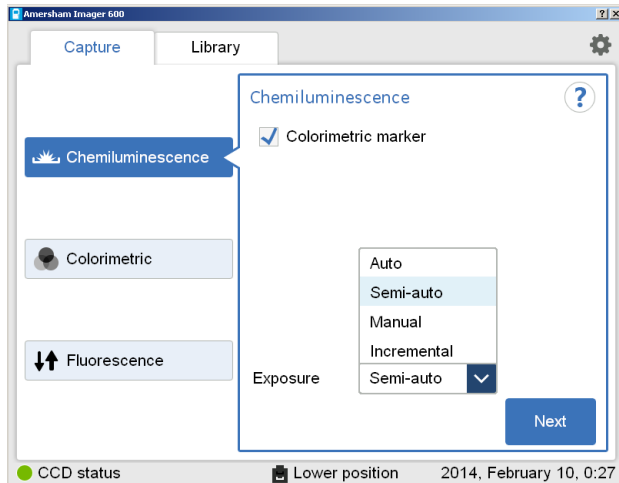 Amersham Imager 600
Capture
Library
Chemiluminescence
?
Colorimetric marker
Chemiluminescence
Colorimetric
Fluorescence
Auto
Semi-auto
Manual
Incremental
Exposure
Semi-auto
Next
CCD status
Lower position
2014, February 10, 0:27